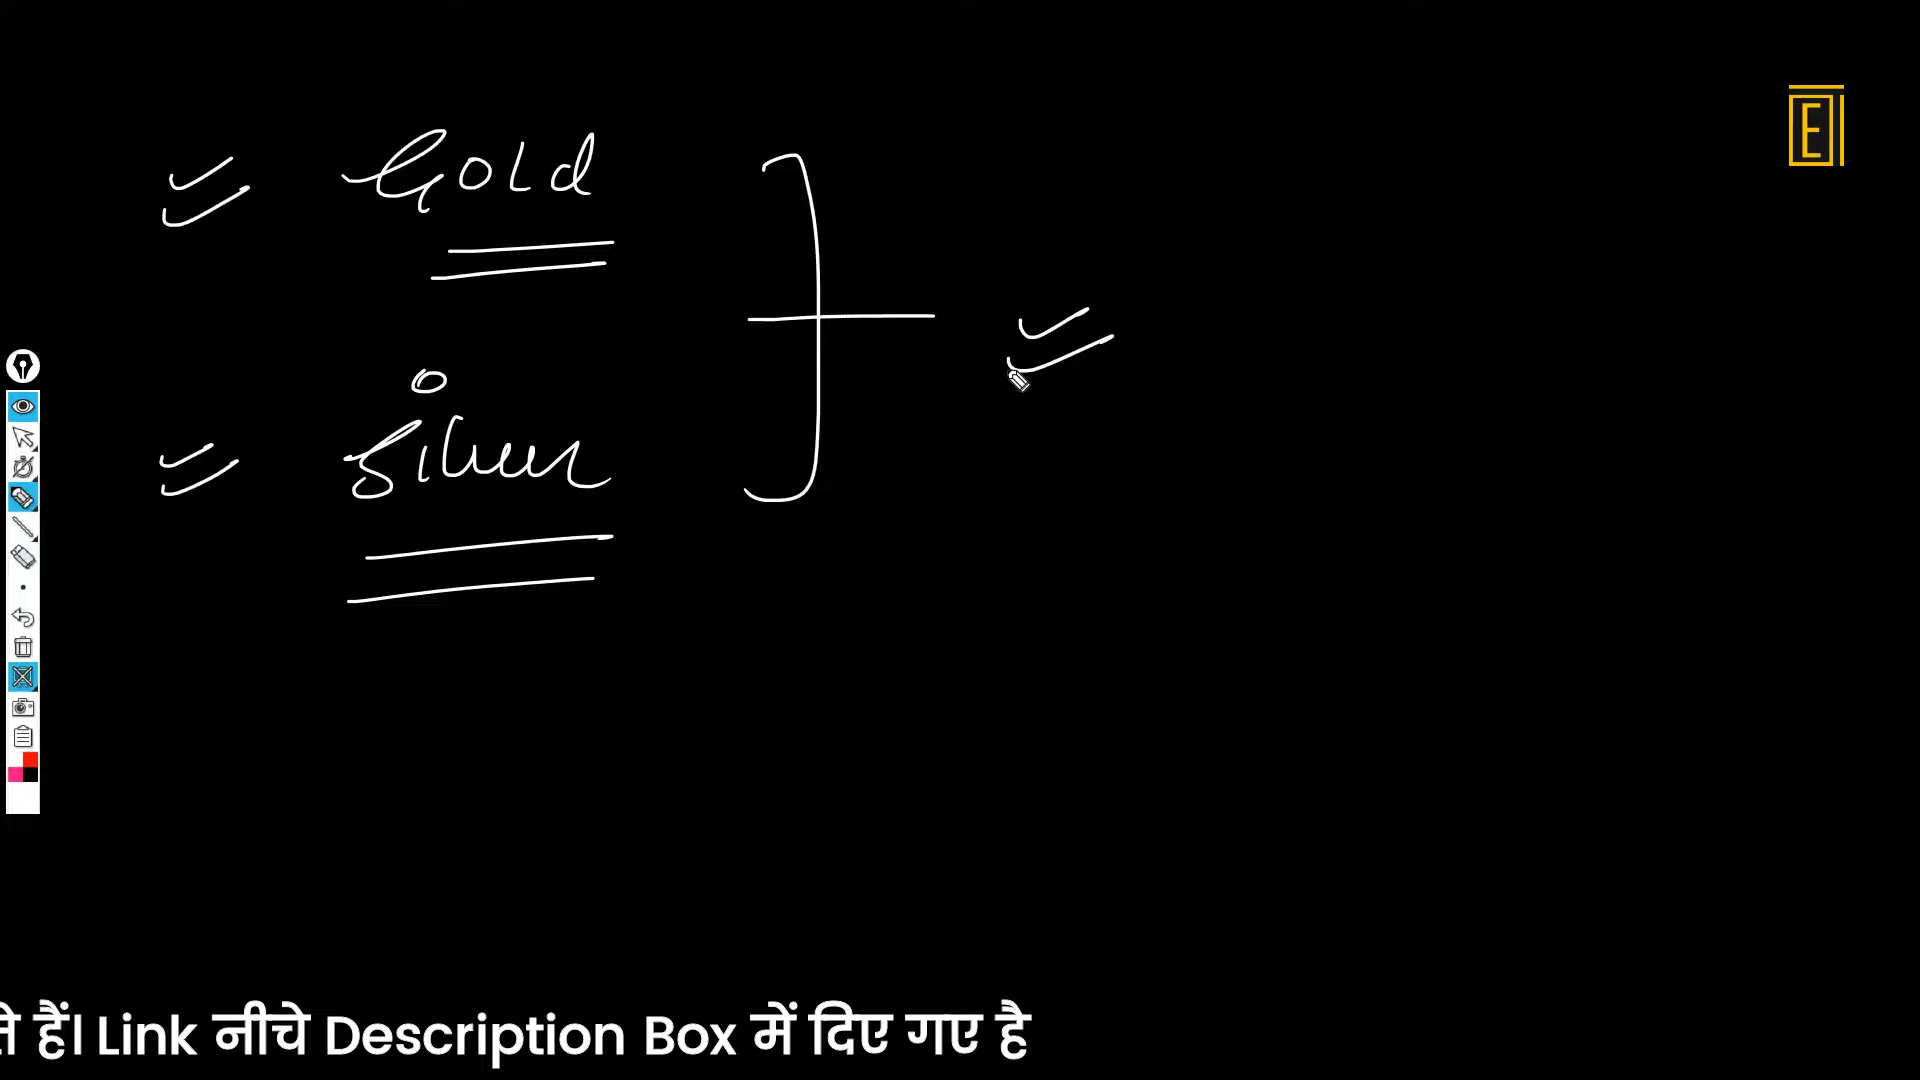 E
Gold
Silver
ते हैं। Link नीचे Description Box में दिए गए है